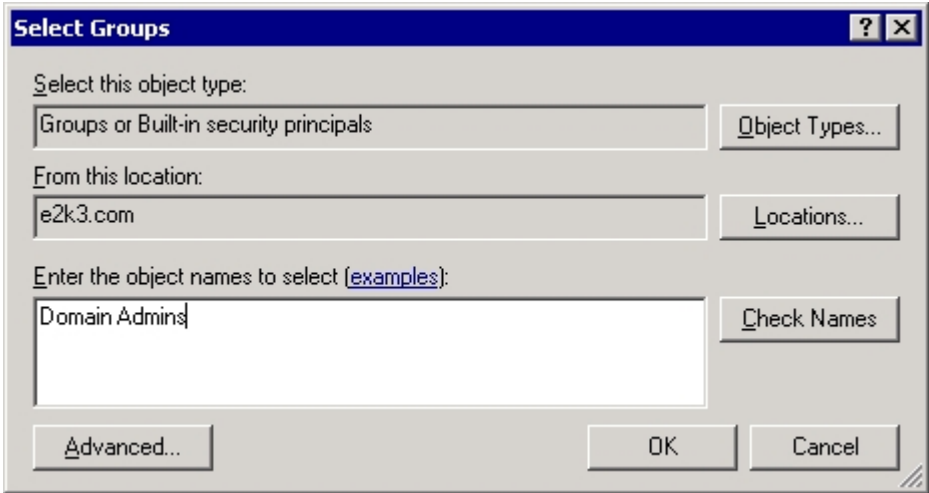 Select Groups
Select this object type:
Groups or Built-in security principals
Object Types...
From this location:
e2k3.com
Locations...
Enter the object names to select (examples):
Domain Admins
Check Names
Advanced...
OK
Cancel